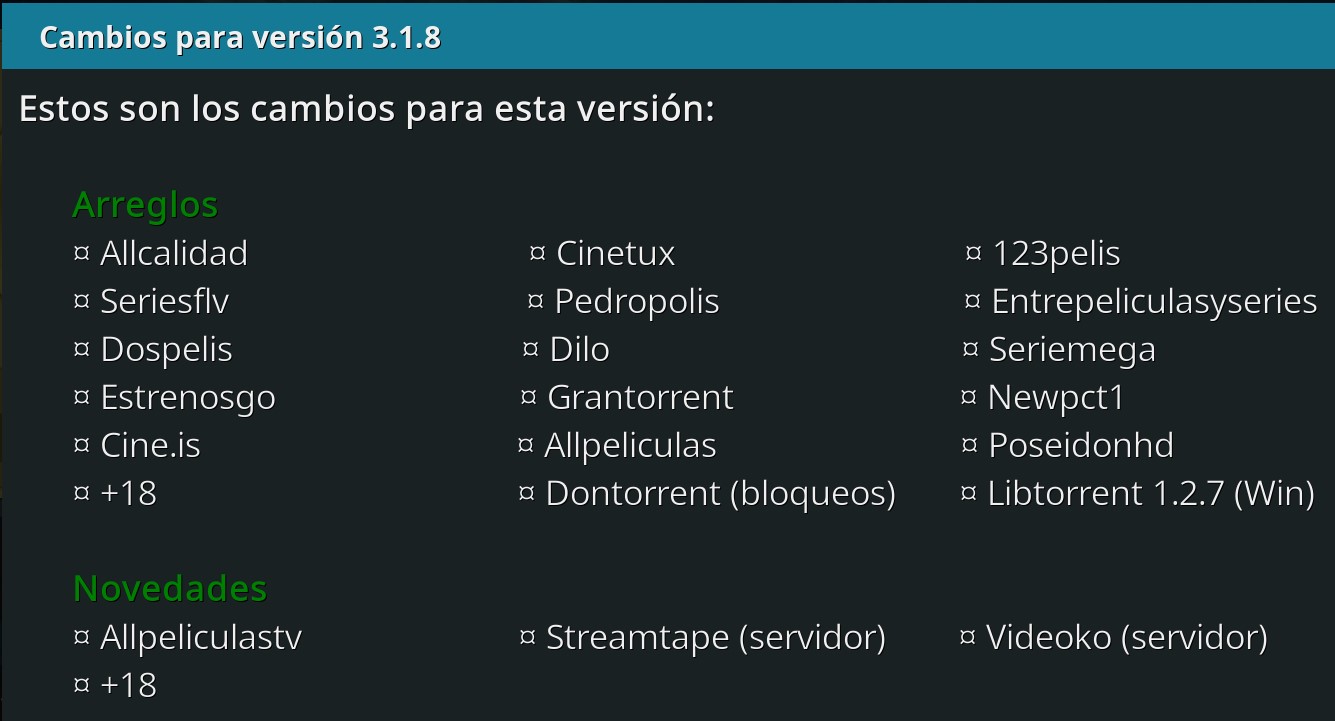 Cambios para versión 3.1.8
Estos son los cambios para esta versión:
Arreglos
¤ Allcalidad ¤ Cinetux ¤ 123pelis
¤ Seriesflv ¤ Pedropolis ¤ Entrepeliculasyseries
¤ Dospelis ¤ Dilo ¤ Seriemega
¤ Estrenosgo ¤ Grantorrent ¤ Newpct1
¤ Cine.is ¤ Allpeliculas ¤ Poseidonhd
¤ +18 ¤ Dontorrent (bloqueos) ¤ Libtorrent 1.2.7 (Win)
Novedades
¤ Allpeliculastv ¤ Streamtape (servidor) ¤ Videoko (servidor)
¤ +18